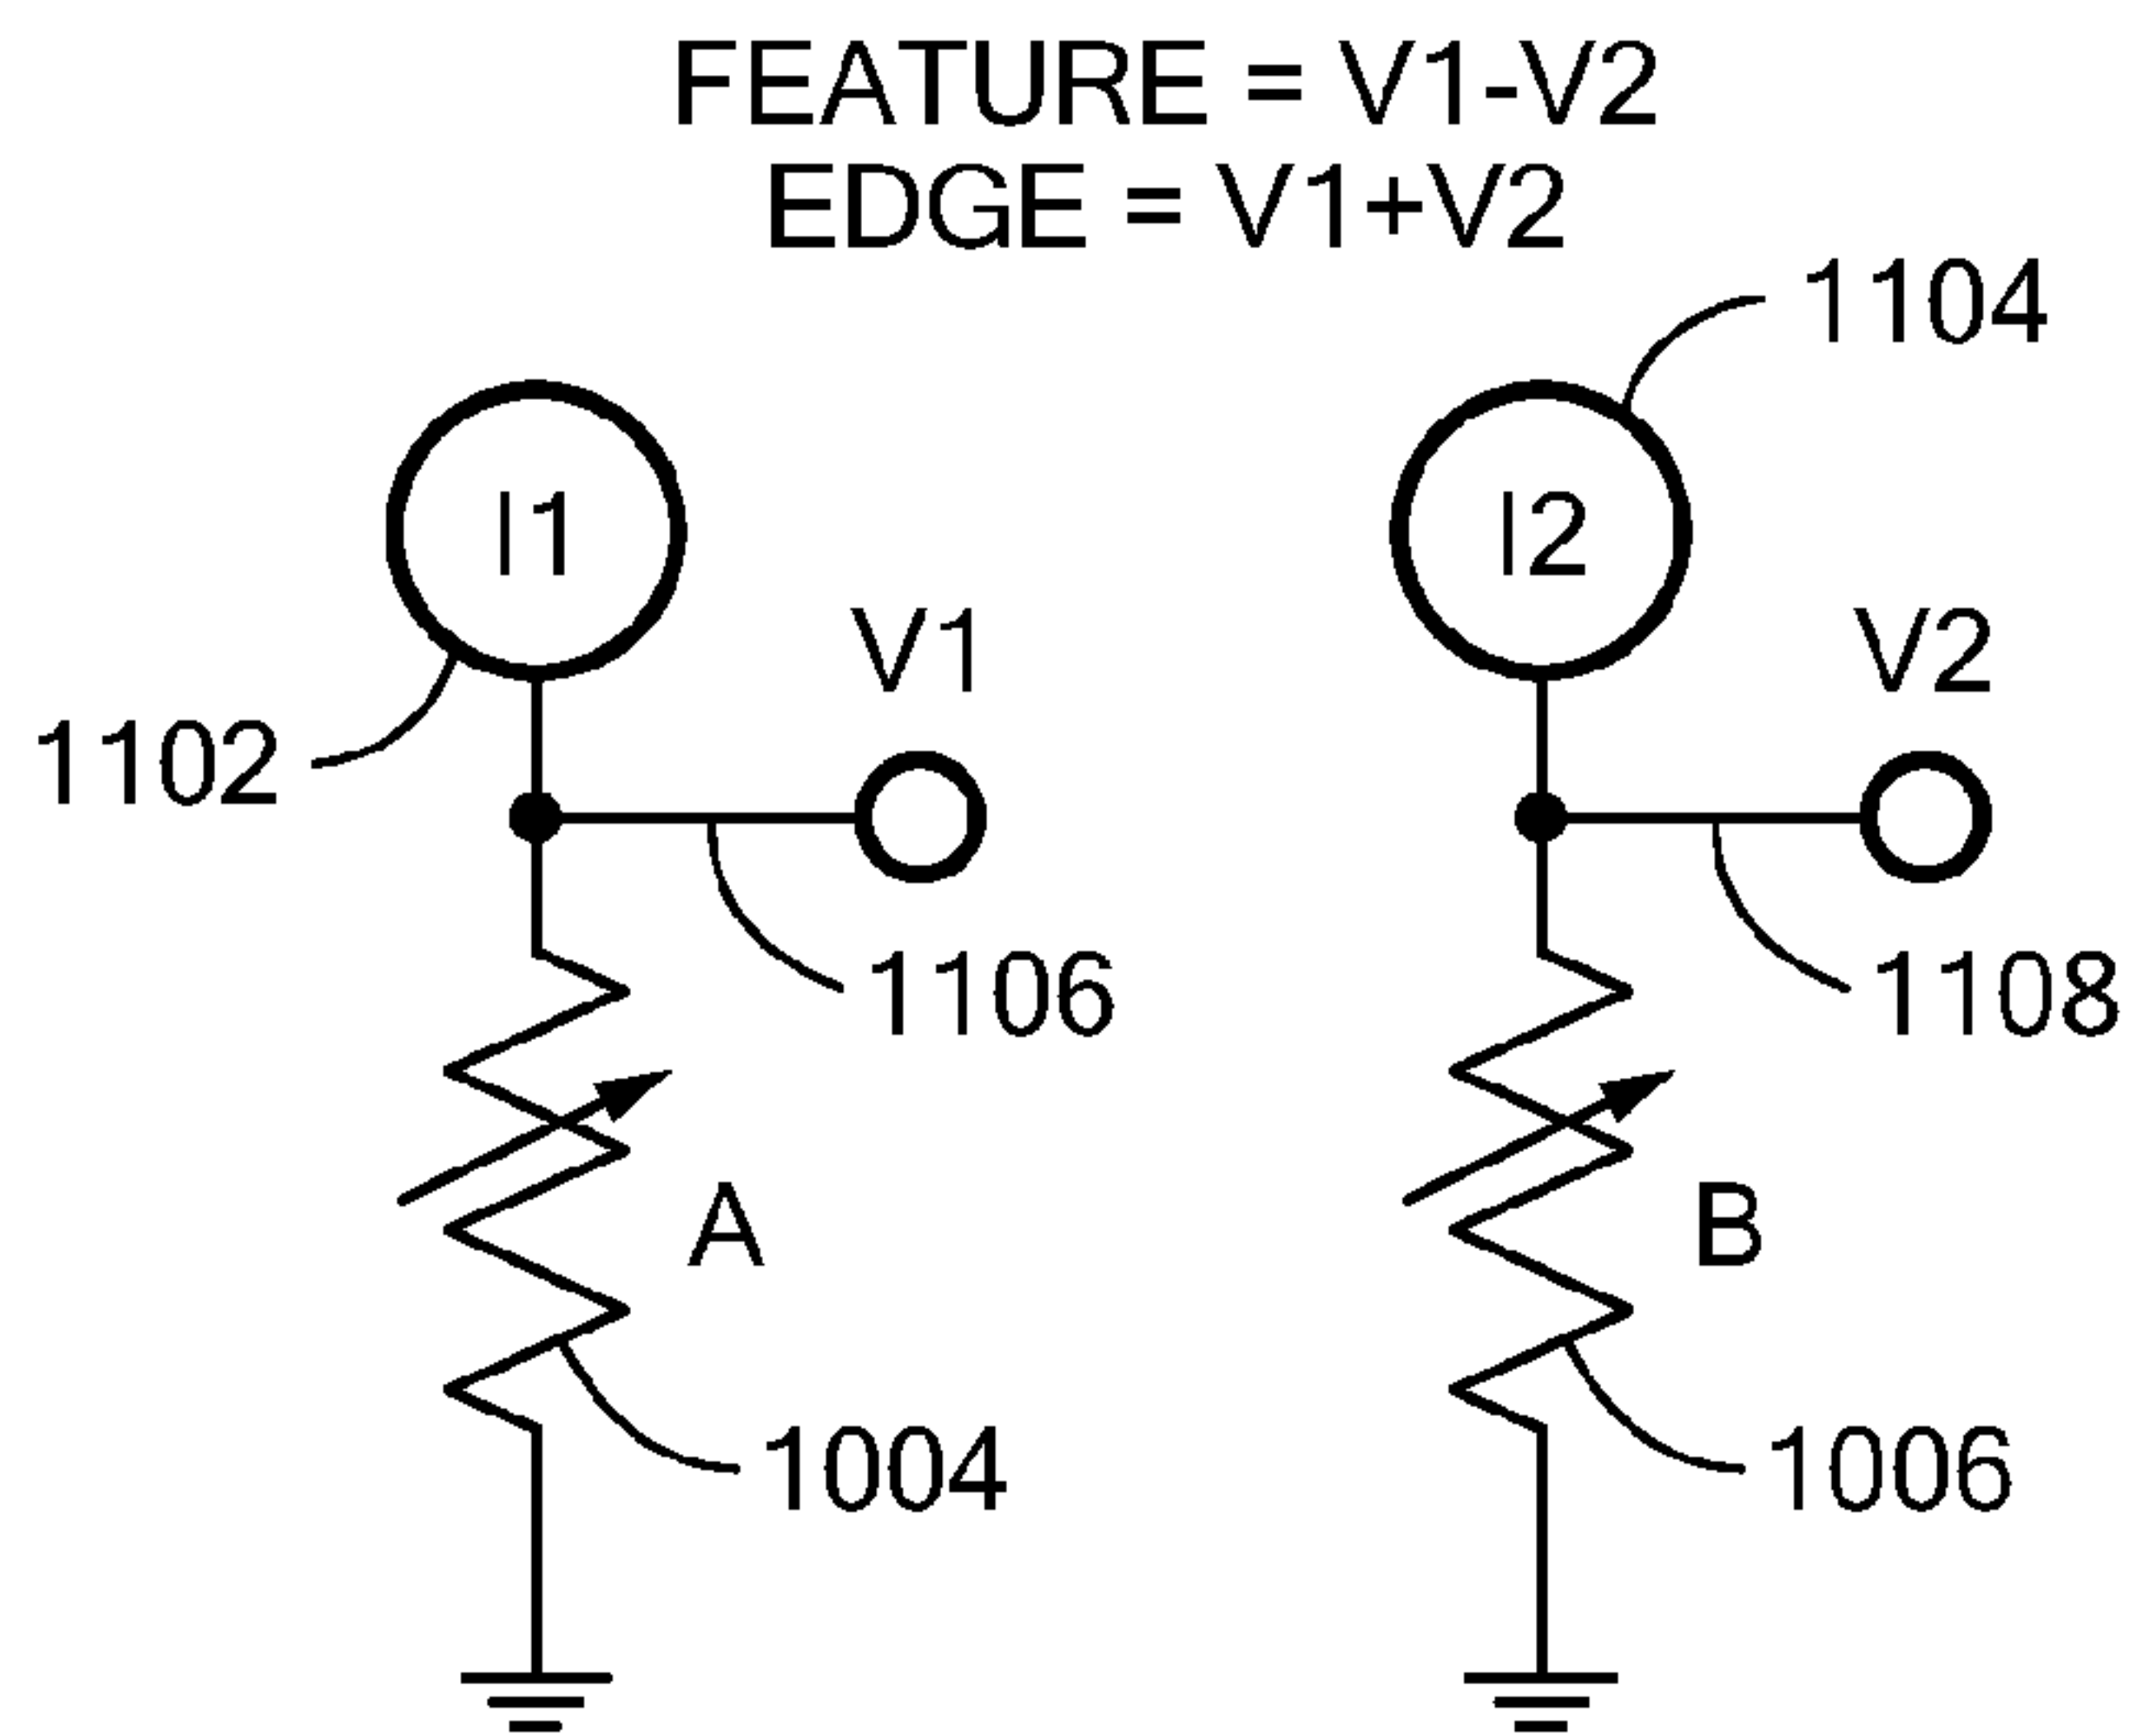 FEATURE = V1-V2
EDGE = V1+V2
1104
I1
I2
V1
V2
1102
1106
1108
A
B
1004
1006